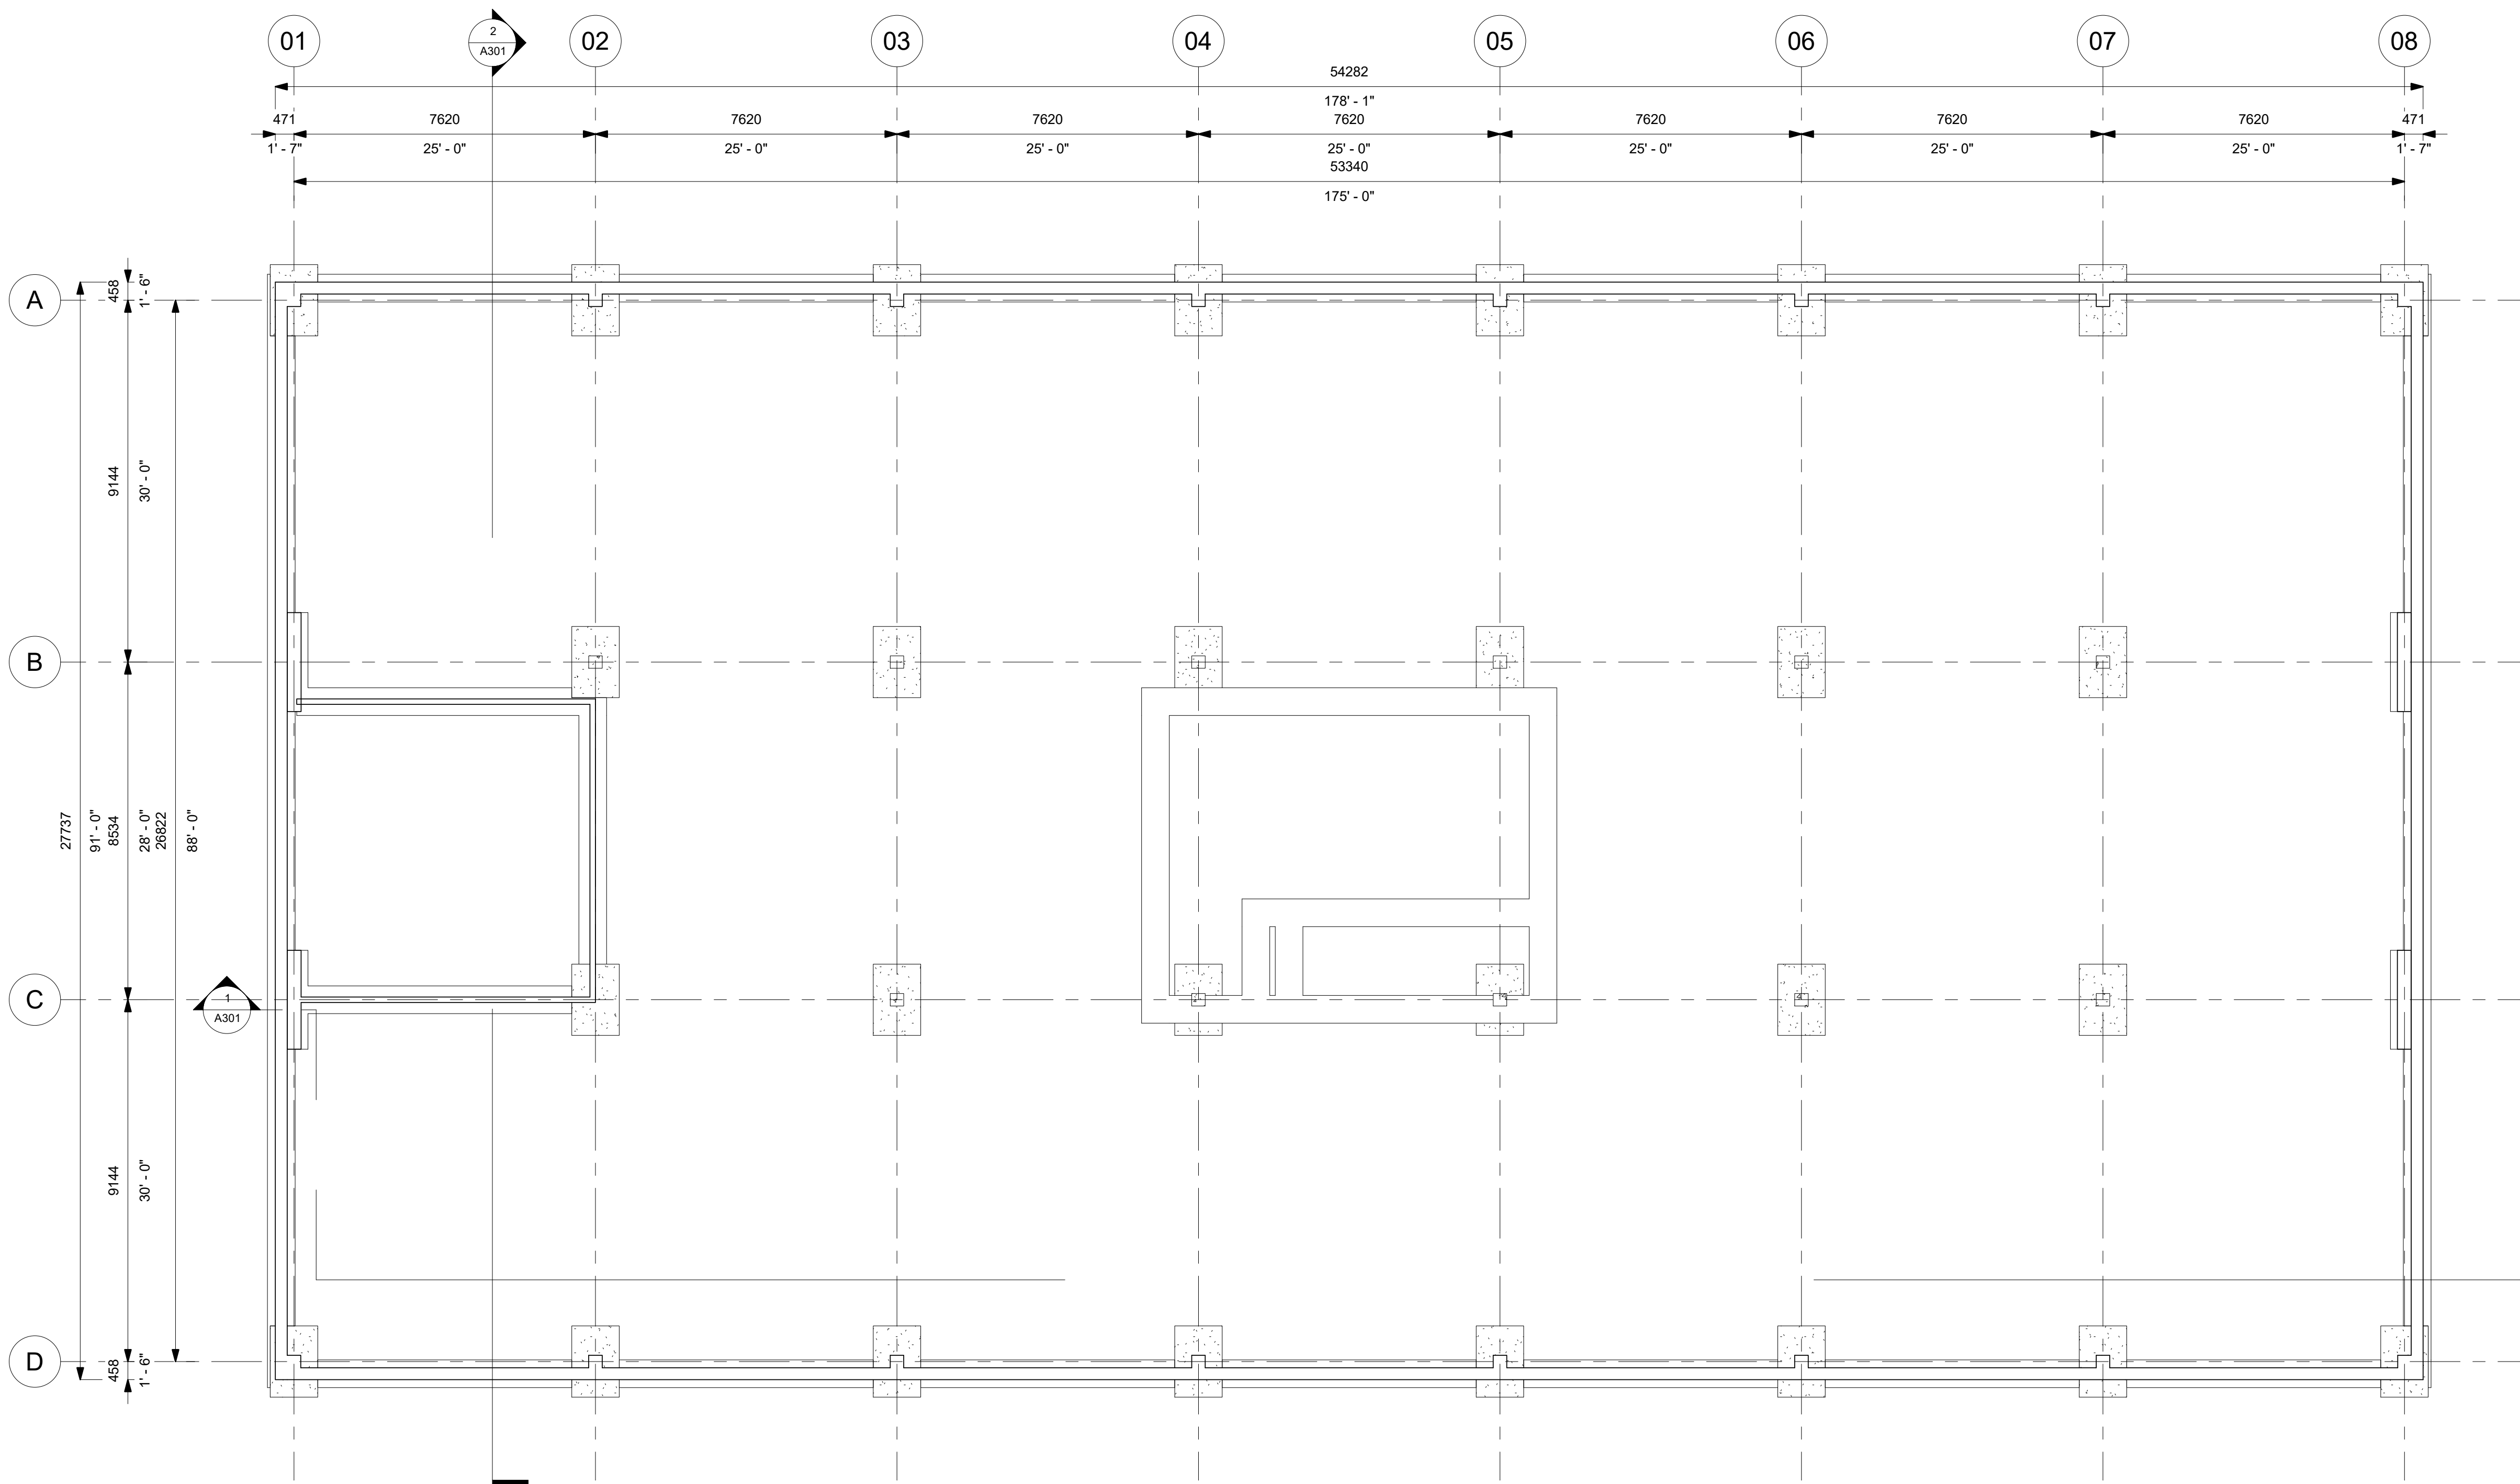 01
2
A301
02
03
04
05
06
07
08
54282
178' - 1"
471
7620
7620
7620
7620
7620
7620
7620
471
1' - 7"
25' - 0"
25' - 0"
25' - 0"
25' - 0"
25' - 0"
25' - 0"
25' - 0"
1' - 7"
53340
175' - 0"
A
458
1' - 6"
9144
30' - 0"
B
27737
91' - 0"
8534
28' - 0"
26822
88' - 0"
C
1
A301
9144
30' - 0"
D
458
1' - 6"